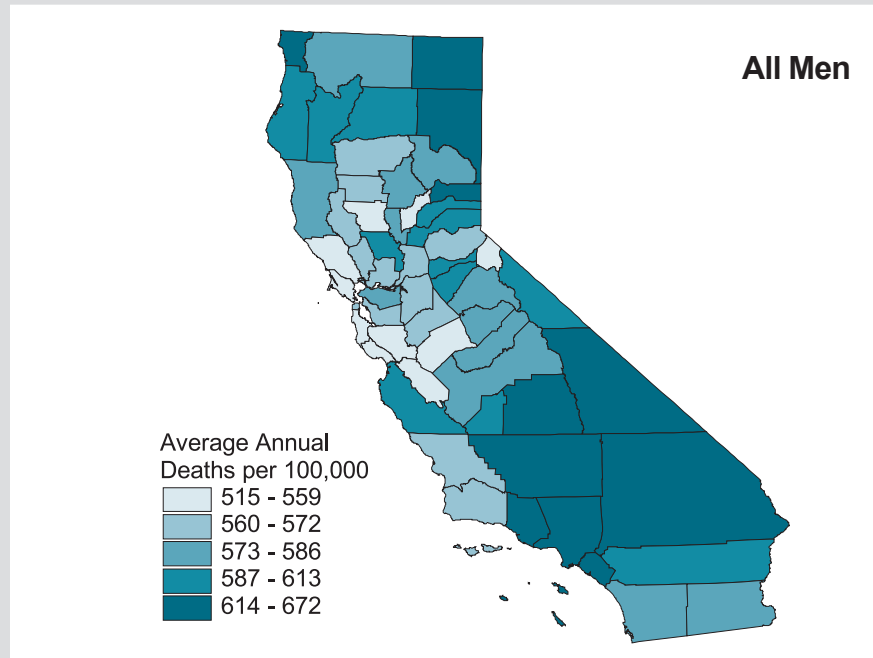 All Men
Average Annual
Deaths per 100,000
515 - 559
560 - 572
573 - 586
587 - 613
614 - 672